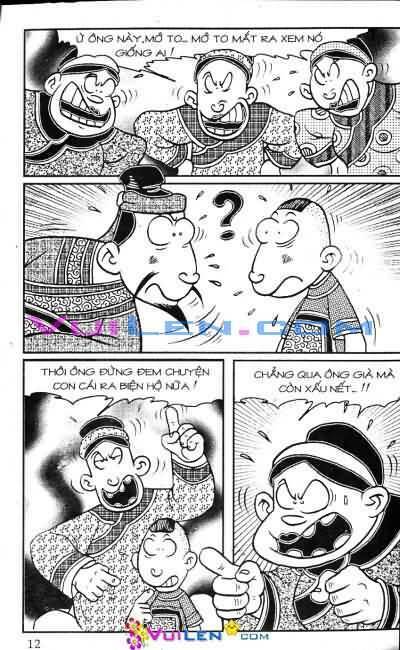 Ừ ÔNG NÀY, MỞ TO... MỞ TO MẮT RA XEM NÓ
GIỐNG AI !
?
VUILEN.COM
THÔI ÔNG ĐỪNG ĐEM CHUYỆN
CON CÁI RA BIỆN HỘ NỮA !
CHẲNG QUA ÔNG GIÀ MÀ
CÒN XẤU NẾT... !!
12
VUILEN.COM